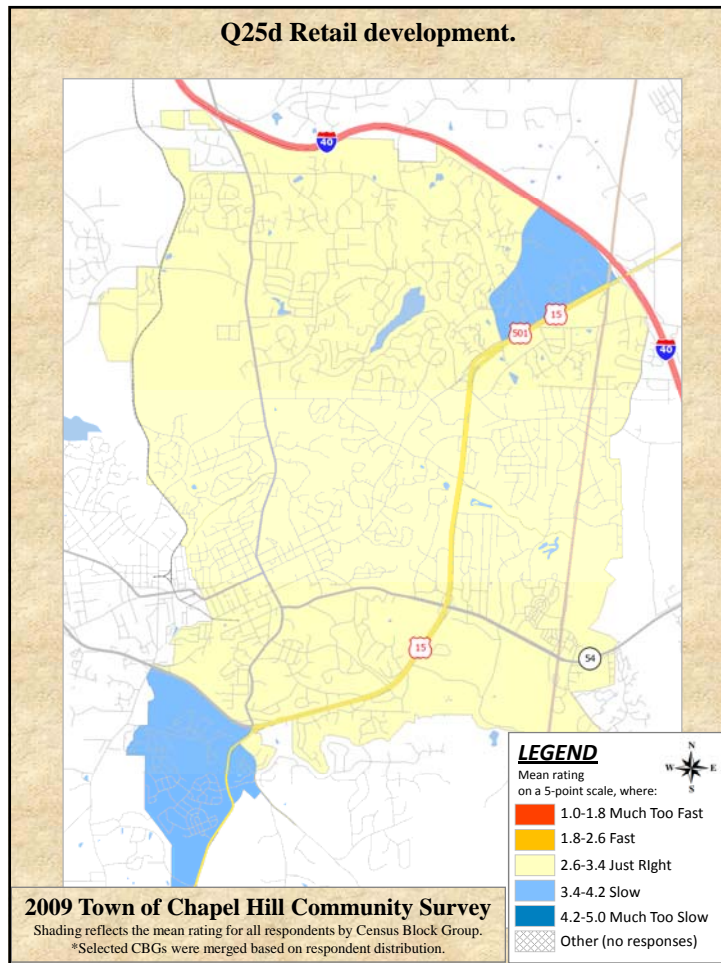 Q25d Retail development.
40
15
501
40
15
54
LEGEND
Mean rating
on a 5-point scale, where:
N
W E
S
1.0-1.8 Much Too Fast
1.8-2.6 Fast
2.6-3.4 Just RIght
3.4-4.2 Slow
4.2-5.0 Much Too Slow
Other (no responses)
2009 Town of Chapel Hill Community Survey
Shading reflects the mean rating for all respondents by Census Block Group.
*Selected CBGs were merged based on respondent distribution.